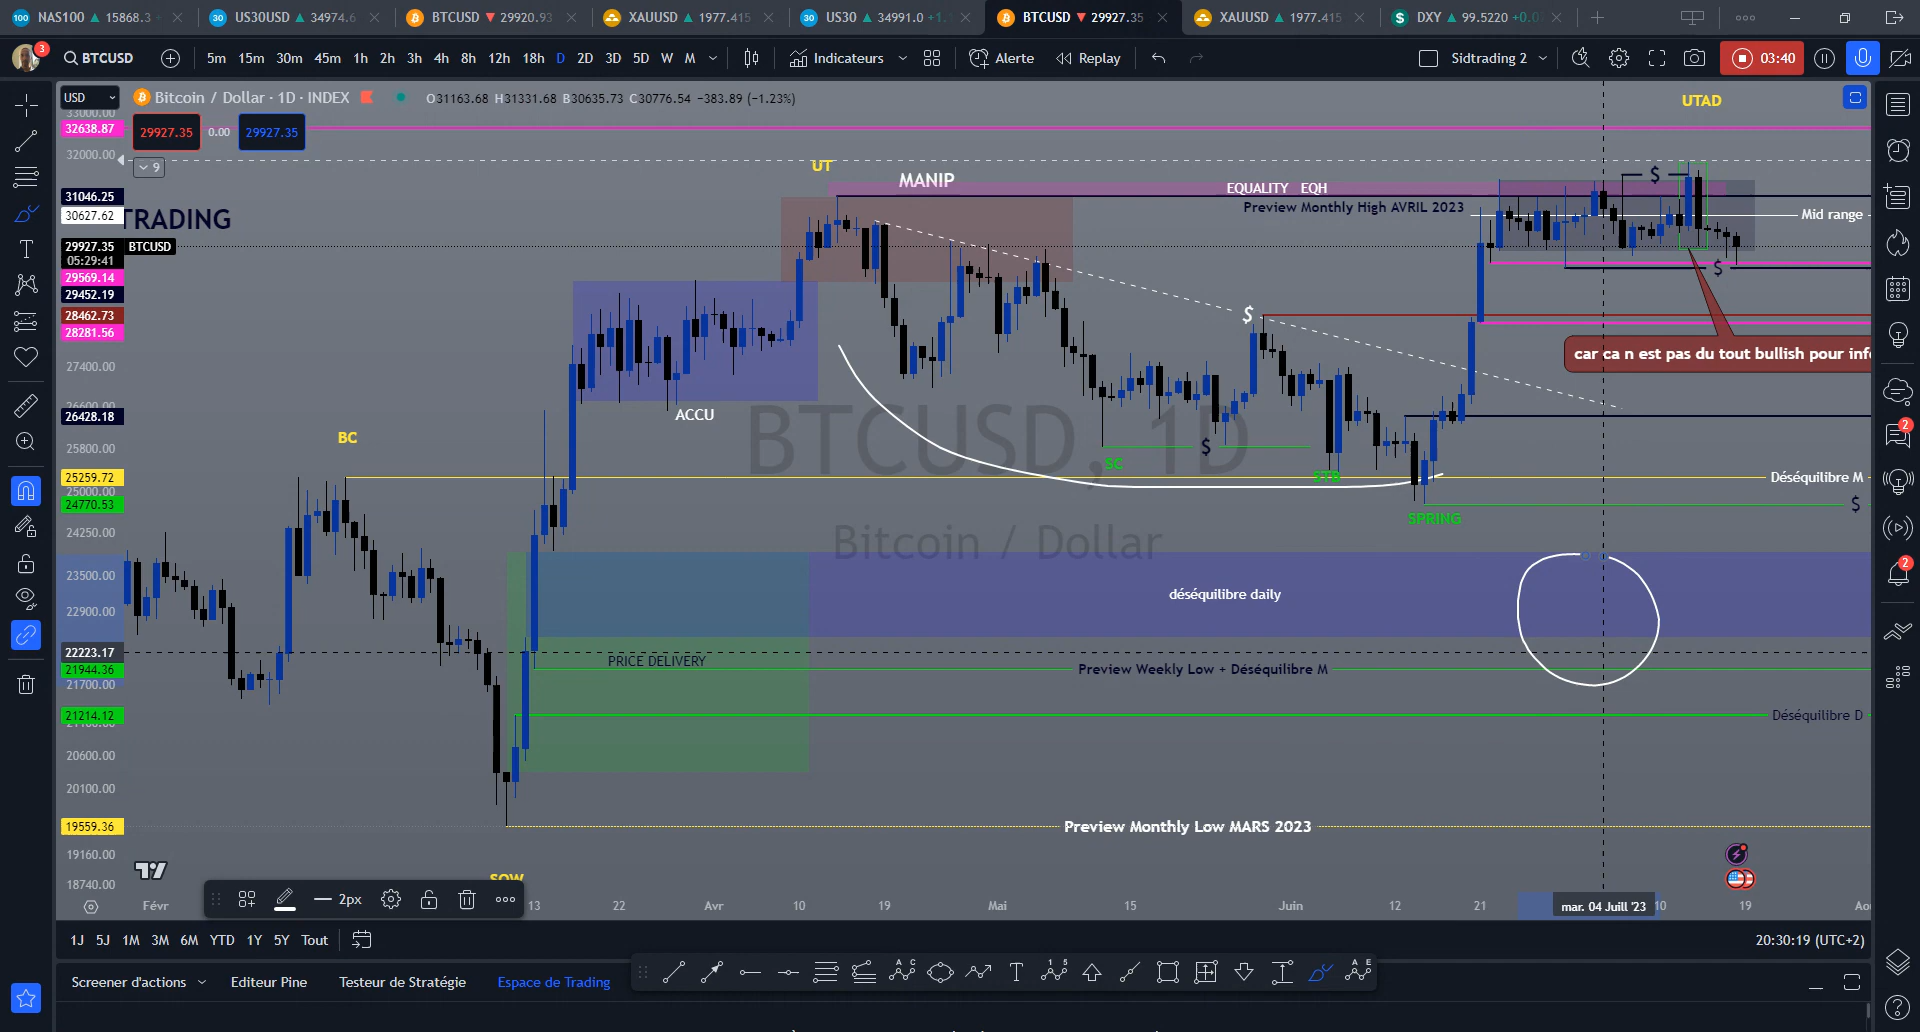 NAS100 ▲ 15868.3
US30USD ▲ 34974.6
BTCUSD ▼ 29920.93
XAUUSD ▲ 1977.415
US30 ▲ 34991.0
BTCUSD ▼ 29927.35
XAUUSD ▲ 1977.415
DXY ▲ 99.5220
3
BTCUSD
5m 15m 30m 45m 1h 2h 3h 4h 8h 12h 18h D 2D 3D 5D W M
Indicateurs
Alerte
Replay
Sidtrading 2
03:40
USD
Bitcoin / Dollar · 1D · INDEX
O31163.68 H31331.68 B30635.73 C30776.54 −383.89 (−1.23%)
UTAD
33000.00
32638.87
29927.35 0.00 29927.35
32000.00
9
UT
MANIP
EQUALITY EQH
$
31046.25
Preview Monthly High AVRIL 2023
30627.62
TRADING
Mid range
29927.35 BTCUSD
05:29:41
29569.14
$
29452.19
28462.73
$
28281.56
car ca n est pas du tout bullish pour inf
27400.00
26428.18
ACCU
BTCUSD, 1D
BC
25800.00
$
SC
25259.72
STB
Déséquilibre M
25000.00
24770.53
$
SPRING
24250.00
Bitcoin / Dollar
23500.00
déséquilibre daily
22900.00
22223.17
PRICE DELIVERY
21944.36
Preview Weekly Low + Déséquilibre M
21700.00
21214.12
Déséquilibre D
20600.00
20100.00
19559.36
Preview Monthly Low MARS 2023
19160.00
SOW
18740.00
2px
Févr
13 22 Avr 10 19 Mai 15 Juin 12 21
mar. 04 Juill '23
10 19
1J 5J 1M 3M 6M YTD 1Y 5Y Tout
20:30:19 (UTC+2)
Screener d'actions
Editeur Pine
Testeur de Stratégie
Espace de Trading
2
2